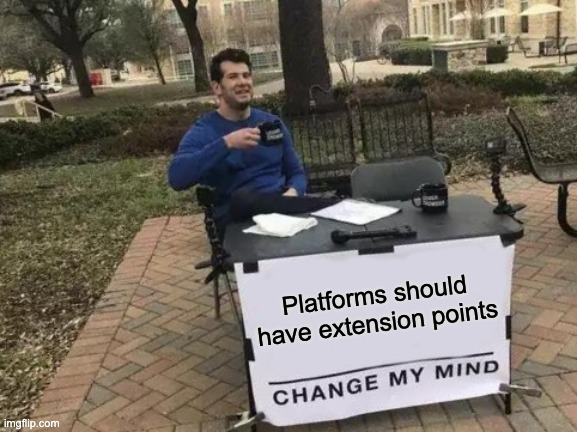 Platforms should
have extension points
CHANGE MY MIND
imgflip.com